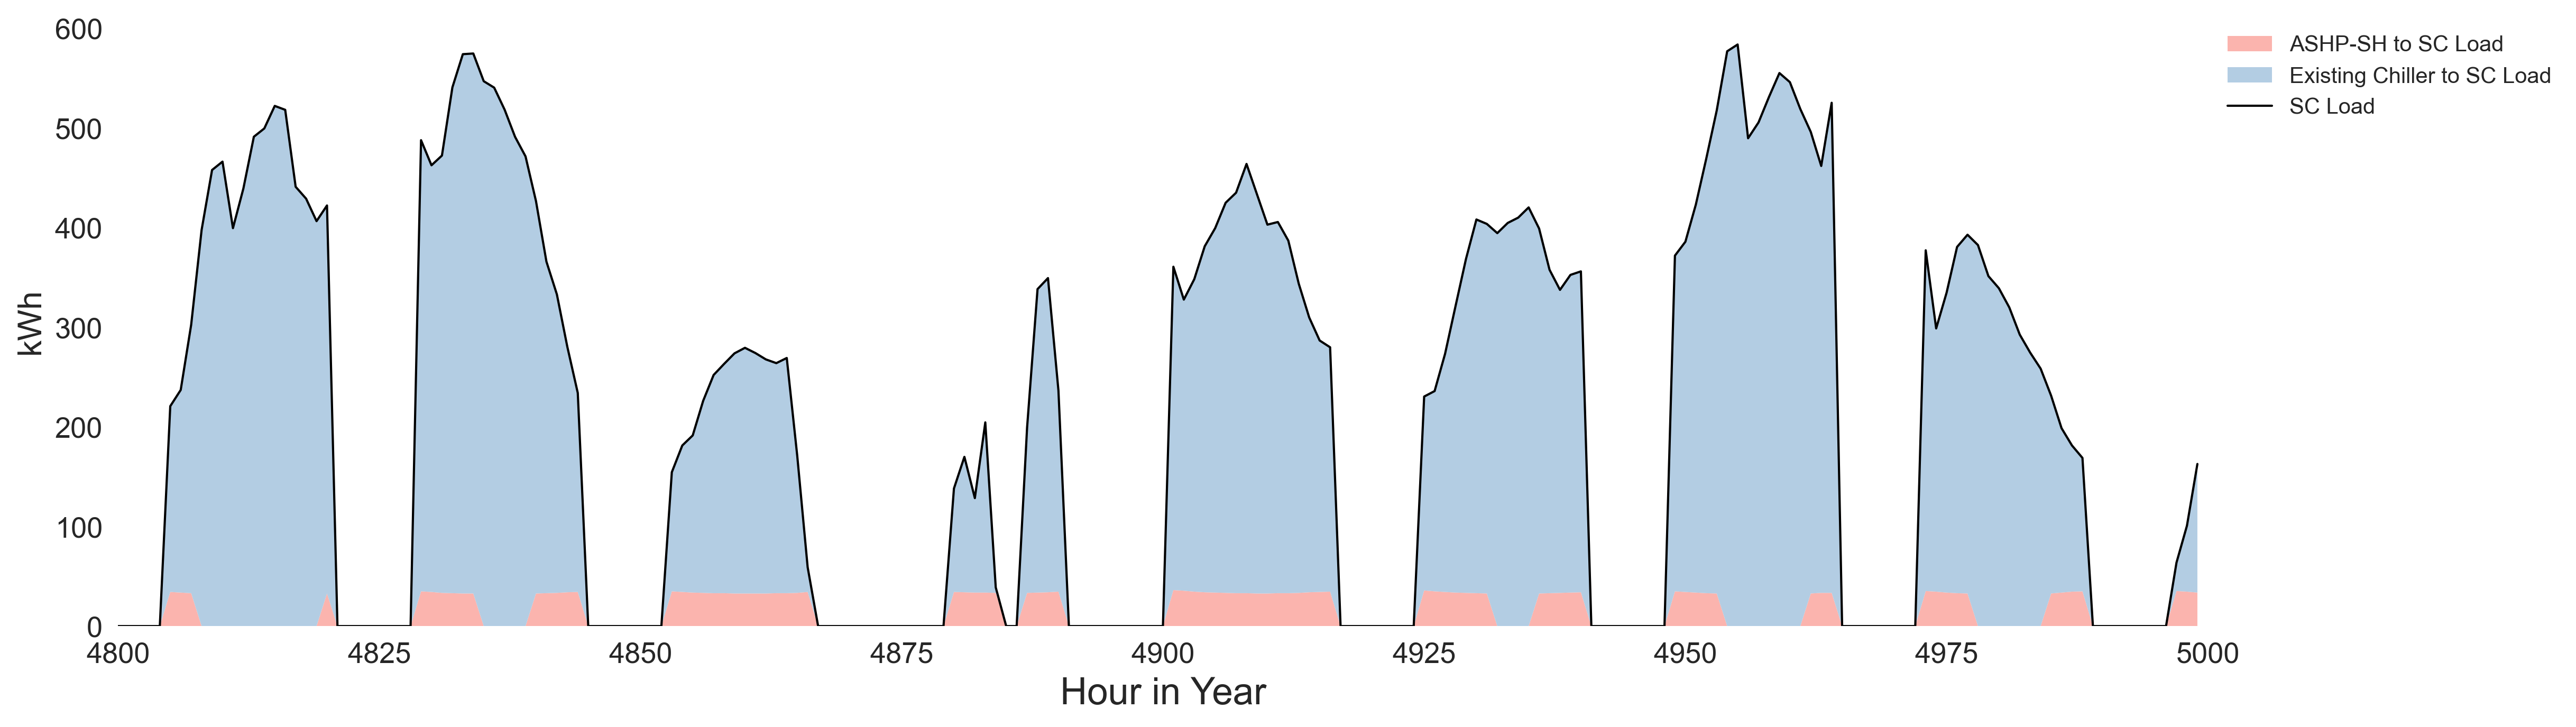 600
500
400
300
200
100
0
kWh
4800 4825 4850 4875 4900 4925 4950 4975 5000
Hour in Year
ASHP-SH to SC Load
Existing Chiller to SC Load
SC Load